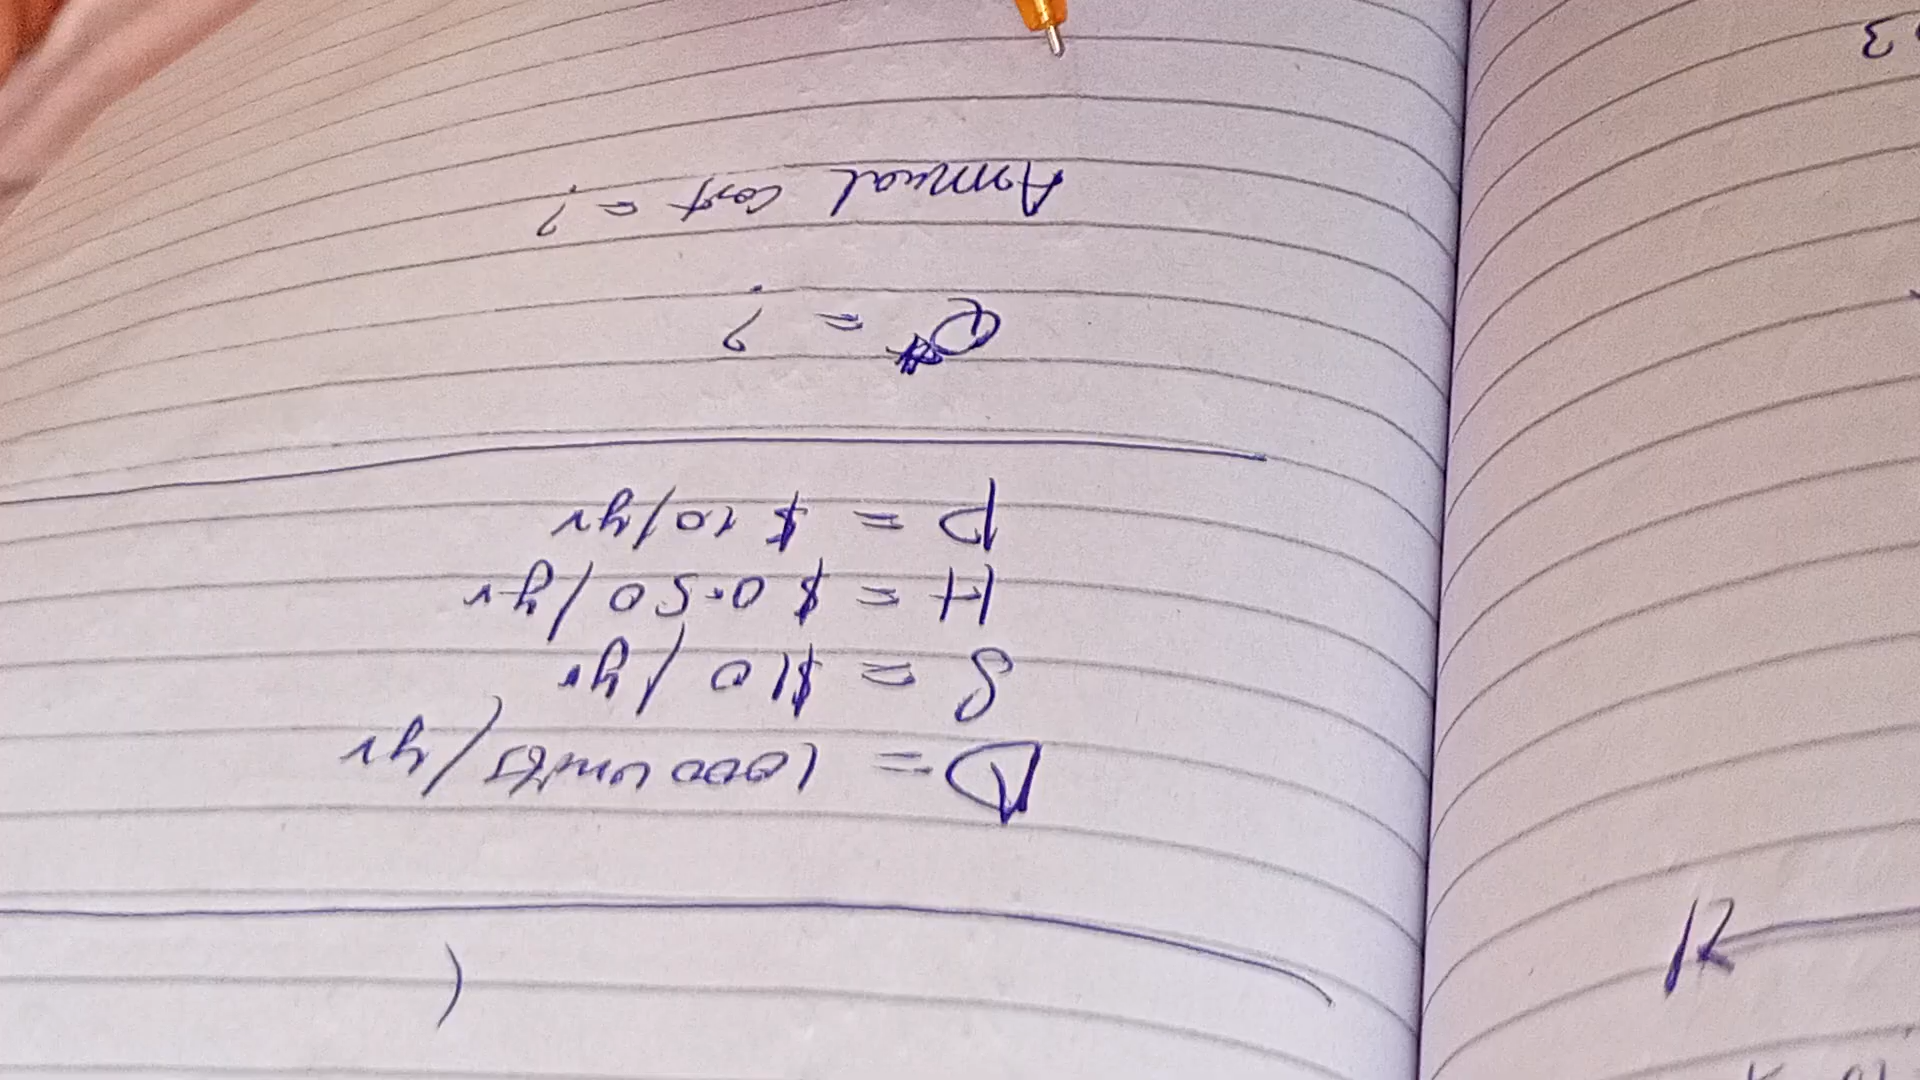 D = 1000 units/yr
S = $10/yr
H = $0.50/yr
P = $10/yr
Q* = ?
Annual cost = ?